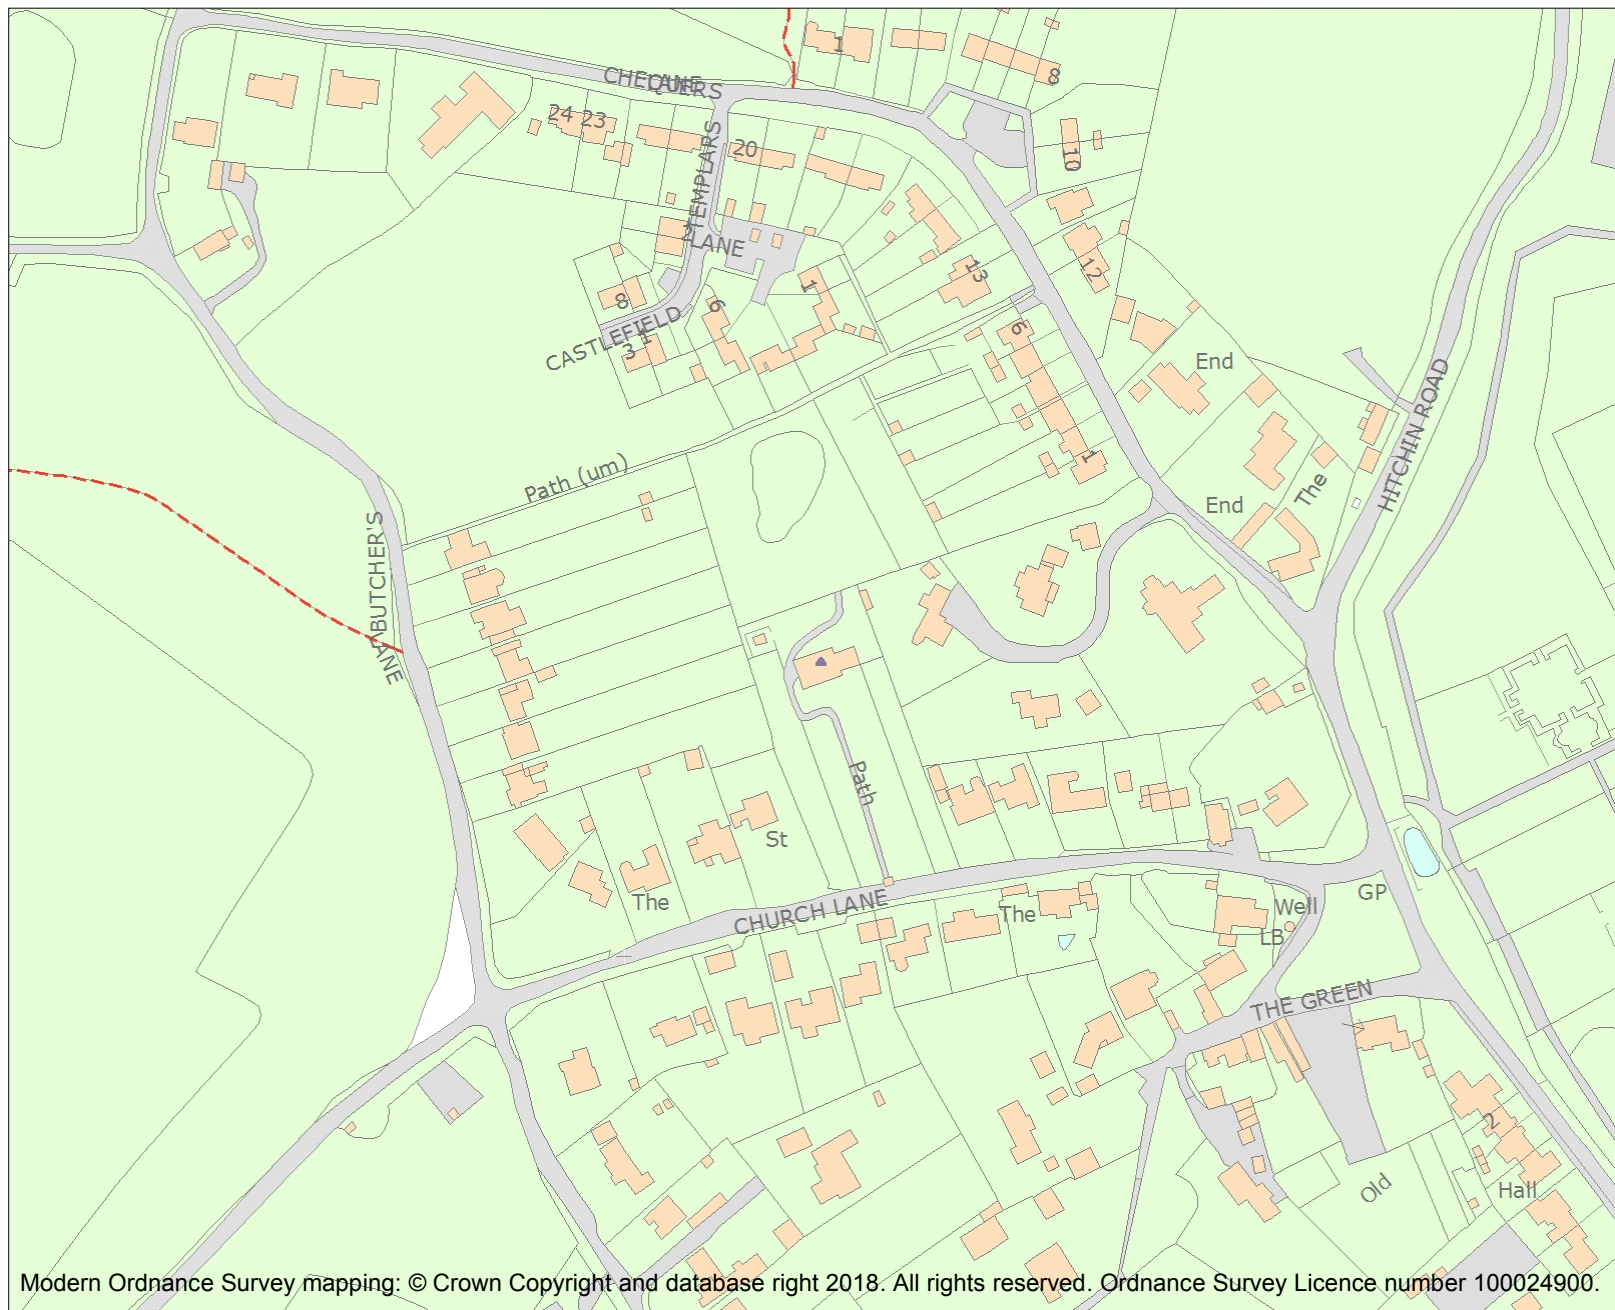 1
8
CHEQUERS
LANE
24 23
20
10
TEMPLARS
LANE
2
12
13
8
6
1
CASTLEFIELD
1
3
6
End
HITCHIN ROAD
1
Path (um)
End
The
BUTCHER'S
LANE
Path
St
The
CHURCH LANE
The
GP
Well
LB
THE GREEN
2
Old
Hall
Modern Ordnance Survey mapping: © Crown Copyright and database right 2018. All rights reserved. Ordnance Survey Licence number 100024900.